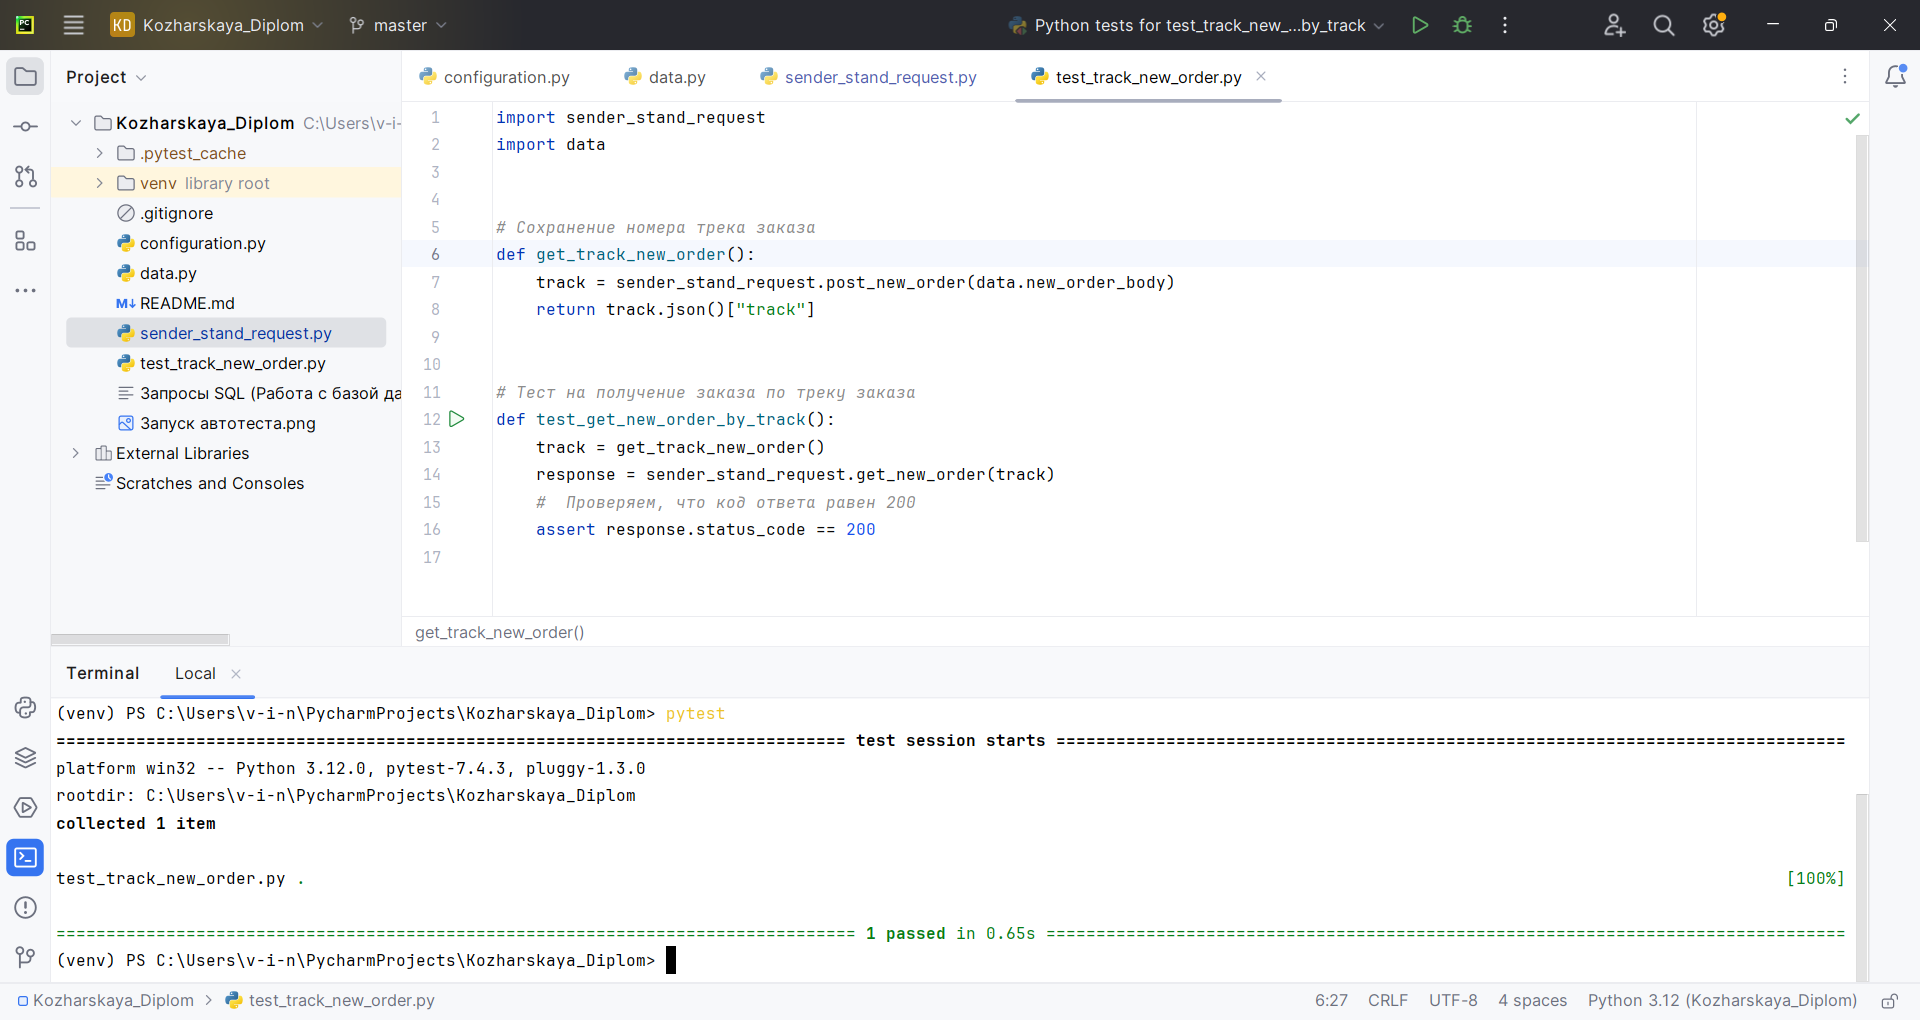 PC
KD Kozharskaya_Diplom
master
Python tests for test_track_new_...by_track
Project
configuration.py
data.py
sender_stand_request.py
test_track_new_order.py
Kozharskaya_Diplom C:\Users\v-i-
.pytest_cache
venv library root
.gitignore
configuration.py
data.py
M↓ README.md
sender_stand_request.py
test_track_new_order.py
Запросы SQL (Работа с базой да
Запуск автотеста.png
External Libraries
Scratches and Consoles
1 import sender_stand_request
2 import data
3
4
5 # Сохранение номера трека заказа
6 def get_track_new_order():
7 track = sender_stand_request.post_new_order(data.new_order_body)
8 return track.json()["track"]
9
10
11 # Тест на получение заказа по треку заказа
12 def test_get_new_order_by_track():
13 track = get_track_new_order()
14 response = sender_stand_request.get_new_order(track)
15 #  Проверяем, что код ответа равен 200
16 assert response.status_code == 200
17
get_track_new_order()
Terminal
Local
(venv) PS C:\Users\v-i-n\PycharmProjects\Kozharskaya_Diplom> pytest
=============================================================================== test session starts ===============================================================================
platform win32 -- Python 3.12.0, pytest-7.4.3, pluggy-1.3.0
rootdir: C:\Users\v-i-n\PycharmProjects\Kozharskaya_Diplom
collected 1 item
test_track_new_order.py . [100%]
================================================================================ 1 passed in 0.65s ================================================================================
(venv) PS C:\Users\v-i-n\PycharmProjects\Kozharskaya_Diplom>
Kozharskaya_Diplom > test_track_new_order.py
6:27 CRLF UTF-8 4 spaces Python 3.12 (Kozharskaya_Diplom)